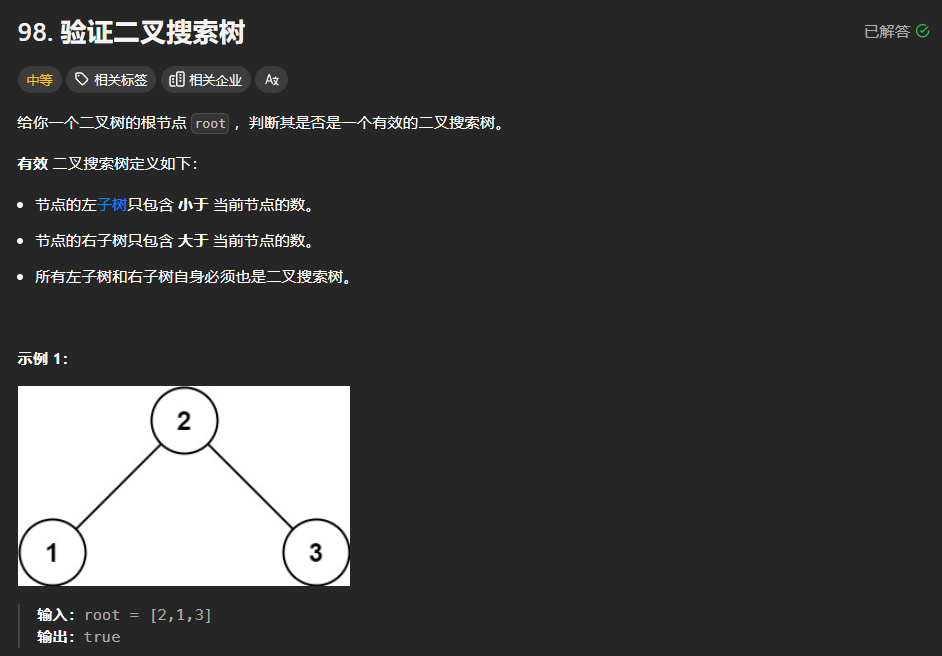 98. 验证二叉搜索树
已解答
中等 相关标签 相关企业 Az
给你一个二叉树的根节点 root ，判断其是否是一个有效的二叉搜索树。
有效 二叉搜索树定义如下：
节点的左子树只包含 小于 当前节点的数。
节点的右子树只包含 大于 当前节点的数。
所有左子树和右子树自身必须也是二叉搜索树。
示例 1：
2
1 3
输入：root = [2,1,3]
输出：true